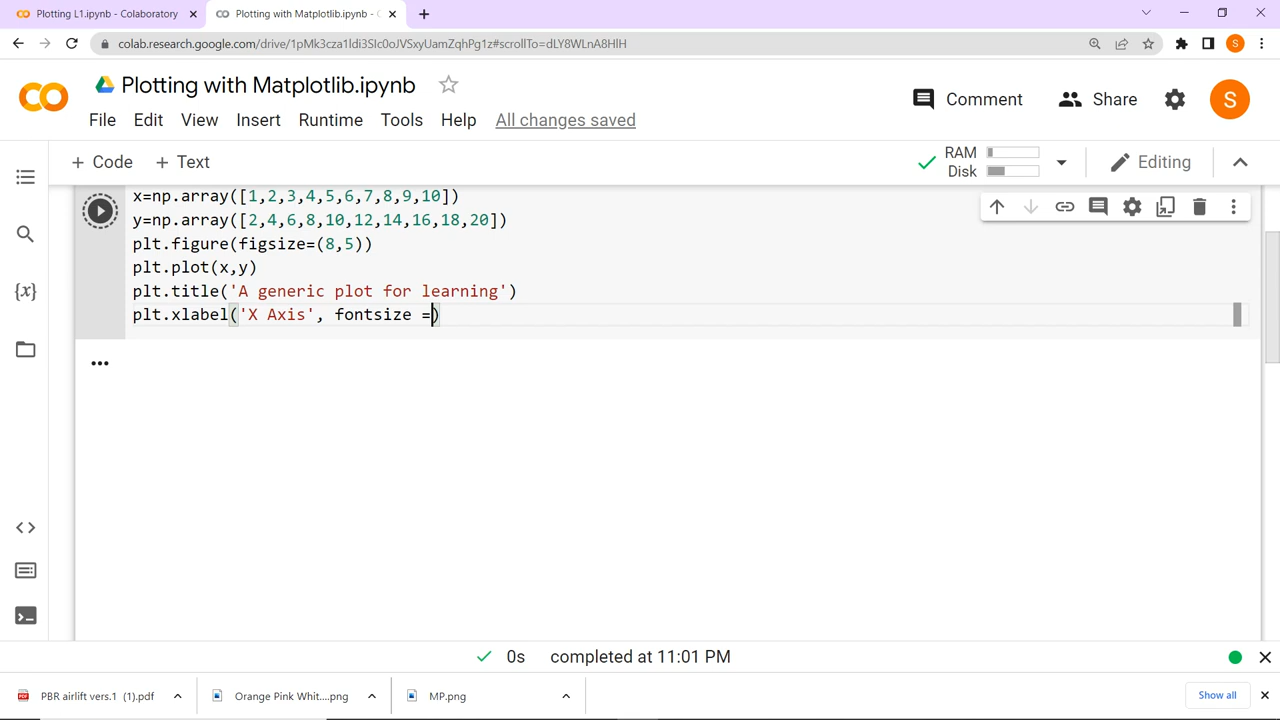 Plotting L1.ipynb - Colaboratory
Plotting with Matplotlib.ipynb - C
colab.research.google.com/drive/1pMk3cza1ldi3SIc0oJVSxyUamZqhPg1z#scrollTo=dLY8WLnA8HlH
S
Plotting with Matplotlib.ipynb
Comment
Share
S
File Edit View Insert Runtime Tools Help All changes saved
+ Code + Text
RAM
Disk
Editing
x=np.array([1,2,3,4,5,6,7,8,9,10])
y=np.array([2,4,6,8,10,12,14,16,18,20])
plt.figure(figsize=(8,5))
plt.plot(x,y)
plt.title('A generic plot for learning')
plt.xlabel('X Axis', fontsize =)
{x}
0s completed at 11:01 PM
PBR airlift vers.1 (1).pdf
Orange Pink Whit....png
MP.png
Show all